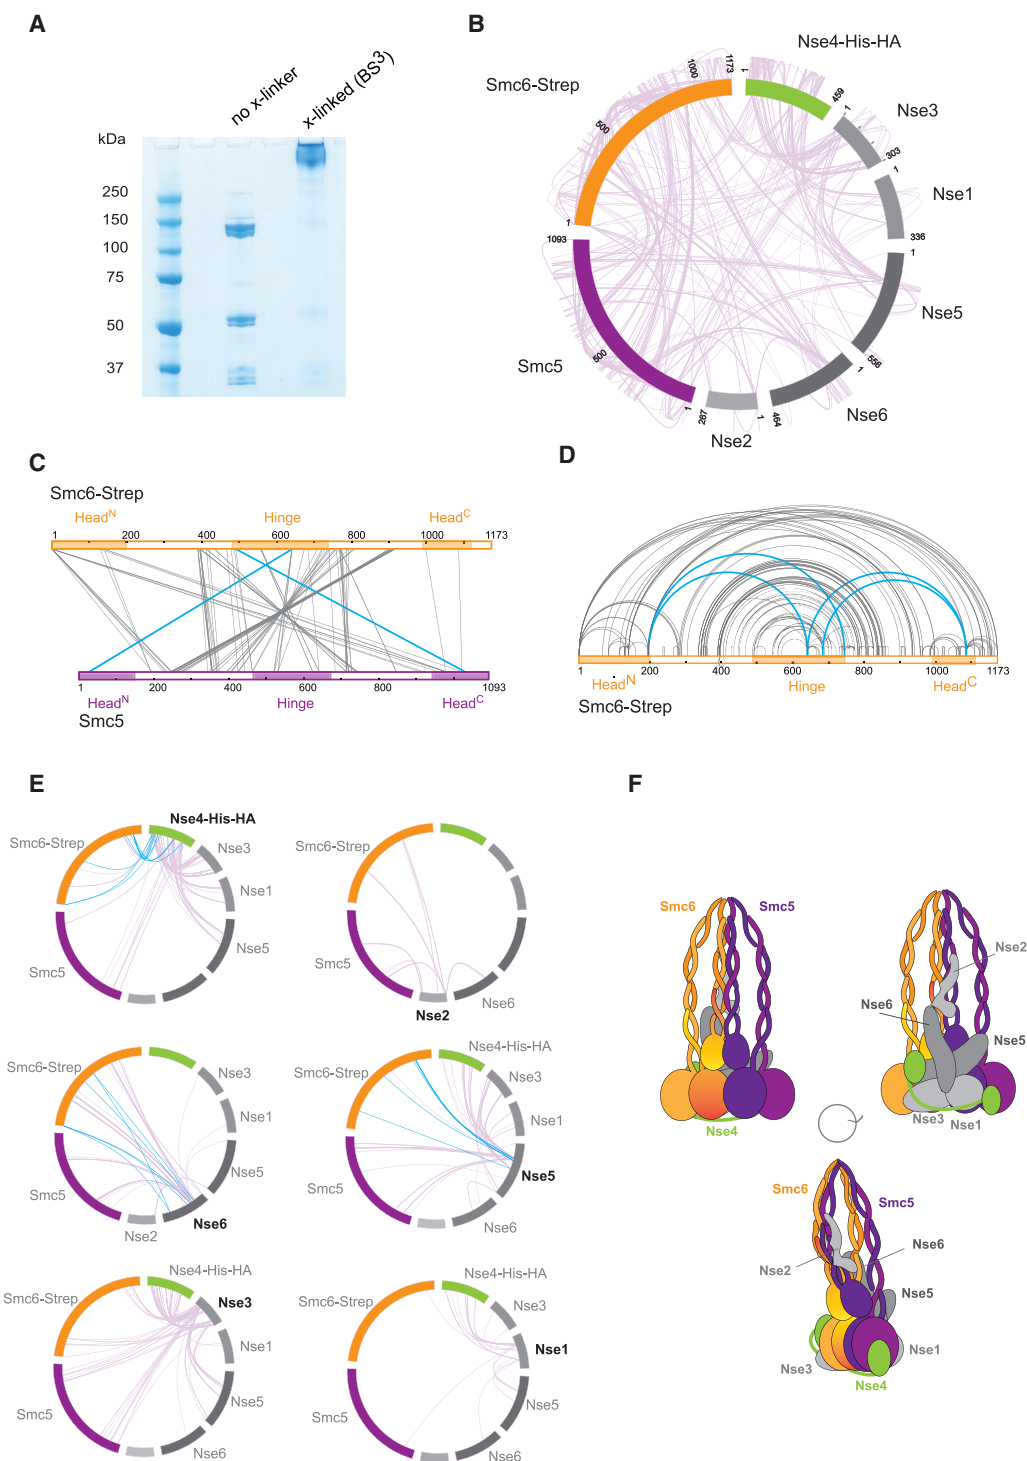 A
no x-linker
x-linked (BS3)
kDa
250
150
100
75
50
37
B
Nse4-His-HA
Smc6-Strep
Nse3
Nse1
Nse5
Nse6
Nse2
Smc5
1
500
1000
1173
1
459
1
303
1
336
1
556
1
464
1
267
1
500
1093
C
Smc6-Strep
HeadN
Hinge
HeadC
1
200
400
600
800
1000
1173
200
400
600
800
1093
HeadN
Hinge
HeadC
Smc5
D
1
200
400
600
800
1000
1173
HeadN
Hinge
HeadC
Smc6-Strep
E
Nse4-His-HA
Smc6-Strep
Nse3
Nse1
Nse5
Smc5
Smc6-Strep
Smc5
Nse6
Nse2
Smc6-Strep
Nse3
Nse1
Nse5
Smc5
Nse2
Nse6
Nse4-His-HA
Smc6-Strep
Nse3
Nse1
Nse5
Smc5
Nse6
Nse4-His-HA
Smc6-Strep
Nse3
Nse1
Nse5
Smc5
Nse6
Nse4-His-HA
Smc6-Strep
Nse3
Nse1
Nse5
Smc5
Nse6
F
Smc6
Smc5
Nse4
Nse2
Nse6
Nse5
Nse3
Nse1
Smc6
Smc5
Nse6
Nse2
Nse5
Nse1
Nse3
Nse4